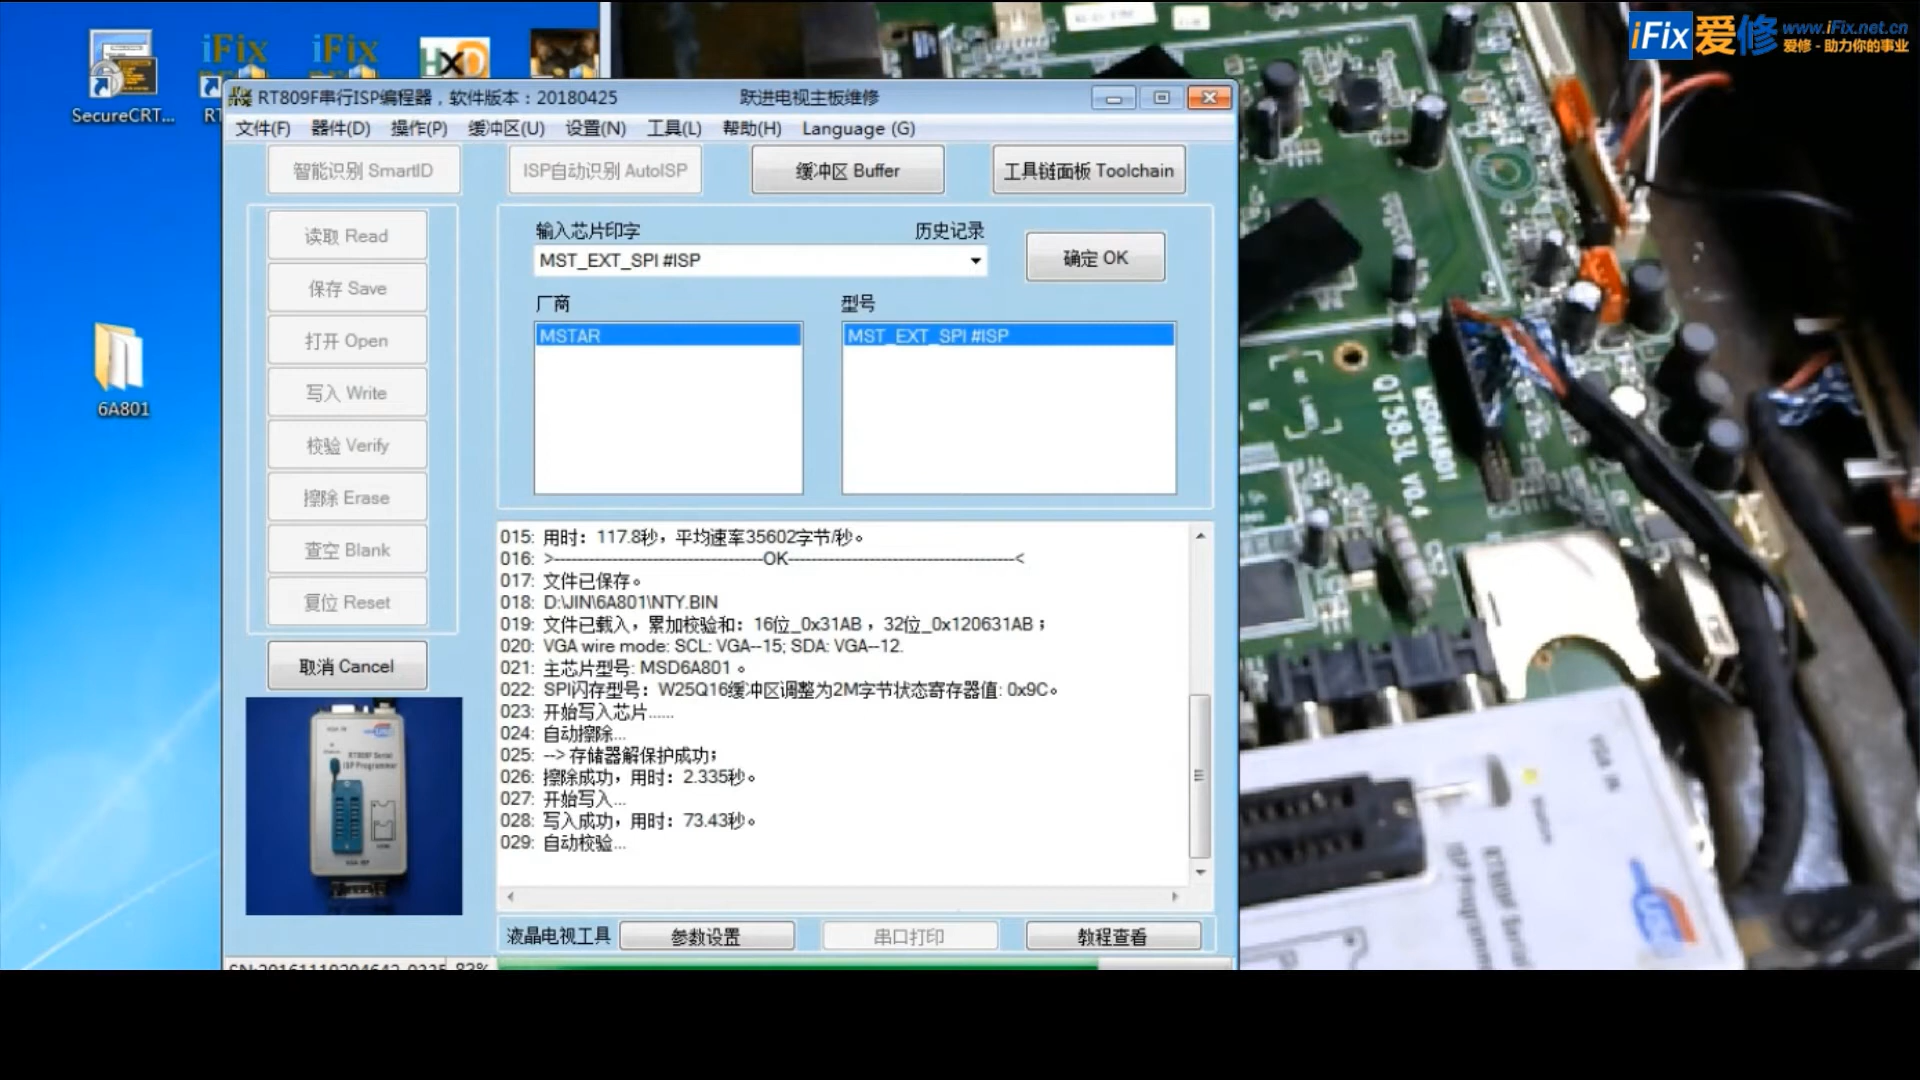 iFix 爱修 www.iFix.net.cn
爱修 - 助力你的事业
SecureCRT...
iFix
iFix
HxD
6A801
RT809F串行ISP编程器，软件版本：20180425
跃进电视主板维修
文件(F) 器件(D) 操作(P) 缓冲区(U) 设置(N) 工具(L) 帮助(H) Language (G)
智能识别 SmartID
ISP自动识别 AutoISP
缓冲区 Buffer
工具链面板 Toolchain
读取 Read
保存 Save
打开 Open
写入 Write
校验 Verify
擦除 Erase
查空 Blank
复位 Reset
取消 Cancel
输入芯片印字
历史记录
MST_EXT_SPI #ISP
确定 OK
厂商
型号
MSTAR
MST_EXT_SPI #ISP
015: 用时：117.8秒，平均速率35602字节/秒。
016: >-----------------------------------OK--------------------------------------<
017: 文件已保存。
018: D:\JIN\6A801\NTY.BIN
019: 文件已载入，累加校验和：16位_0x31AB ，32位_0x120631AB ；
020: VGA wire mode: SCL: VGA--15; SDA: VGA--12.
021: 主芯片型号: MSD6A801 。
022: SPI闪存型号：W25Q16缓冲区调整为2M字节状态寄存器值: 0x9C。
023: 开始写入芯片......
024: 自动擦除...
025: --> 存储器解保护成功；
026: 擦除成功，用时：2.335秒。
027: 开始写入...
028: 写入成功，用时：73.43秒。
029: 自动校验...
液晶电视工具
参数设置
串口打印
教程查看
83%
QT583L V0.4
MSD6A801
VGA IN
RT809F Serial
ISP Programmer